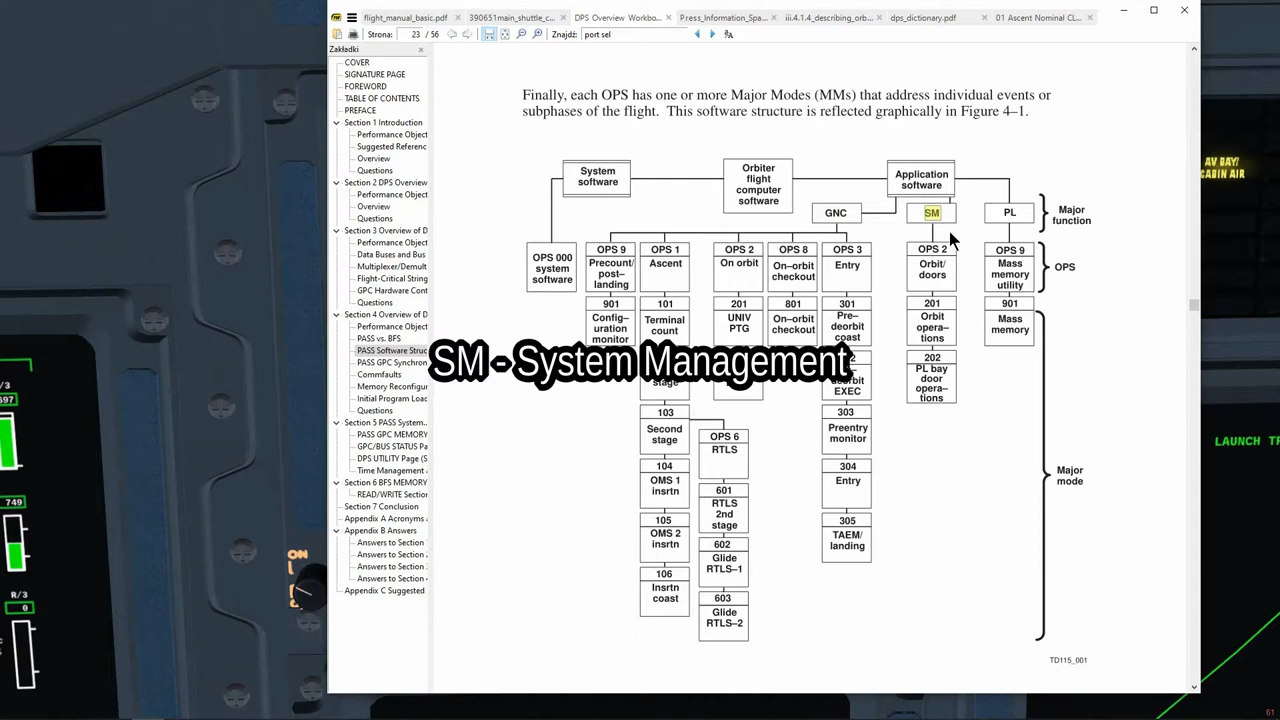 flight_manual_basic.pdf
390651main_shuttle_c...
DPS Overview Workbo...
Press_Information_Spa...
iii.4.1.4_describing_orb...
dps_dictionary.pdf
01 Ascent Nominal CL...
Strona: 23 / 56
Znajdź: port sel
Zakładki
COVER
SIGNATURE PAGE
FOREWORD
TABLE OF CONTENTS
PREFACE
Section 1 Introduction
Performance Object
Suggested Referenc
Overview
Questions
Section 2 DPS Overview
Performance Object
Overview
Questions
Section 3 Overview of D
Performance Object
Data Buses and Bus
Multiplexer/Demult
Flight-Critical String
GPC Hardware Cont
Questions
Section 4 Overview of D
Performance Object
PASS vs. BFS
PASS Software Struc
PASS GPC Synchron
Commfaults
Memory Reconfigur
Initial Program Load
Questions
Section 5 PASS System
PASS GPC MEMORY
GPC/BUS STATUS Pa
DPS UTILITY Page (S
Time Management a
Section 6 BFS MEMORY
READ/WRITE Section
Section 7 Conclusion
Appendix A Acronyms
Appendix B Answers
Answers to Section
Answers to Section
Answers to Section
Answers to Section
Appendix C Suggested
Finally, each OPS has one or more Major Modes (MMs) that address individual events or
subphases of the flight. This software structure is reflected graphically in Figure 4–1.
System
software
Orbiter
flight
computer
software
Application
software
GNC
SM
PL
Major
function
OPS 000
system
software
OPS 9
Precount/
post–
landing
OPS 1
Ascent
OPS 2
On orbit
OPS 8
On–orbit
checkout
OPS 3
Entry
OPS 2
Orbit/
doors
OPS 9
Mass
memory
utility
OPS
901
Config–
uration
monitor
101
Terminal
count
201
UNIV
PTG
801
On–orbit
checkout
301
Pre–
deorbit
coast
201
Orbit
opera–
tions
901
Mass
memory
SM - System Management
stage
EXEC
202
PL bay
door
opera–
tions
103
Second
stage
OPS 6
RTLS
303
Preentry
monitor
104
OMS 1
insrtn
601
RTLS
2nd
stage
304
Entry
Major
mode
105
OMS 2
insrtn
602
Glide
RTLS–1
305
TAEM/
landing
106
Insrtn
coast
603
Glide
RTLS–2
TD115_001
AV BAY/
CABIN AIR
LAUNCH T
749
ON
R/3
0
61